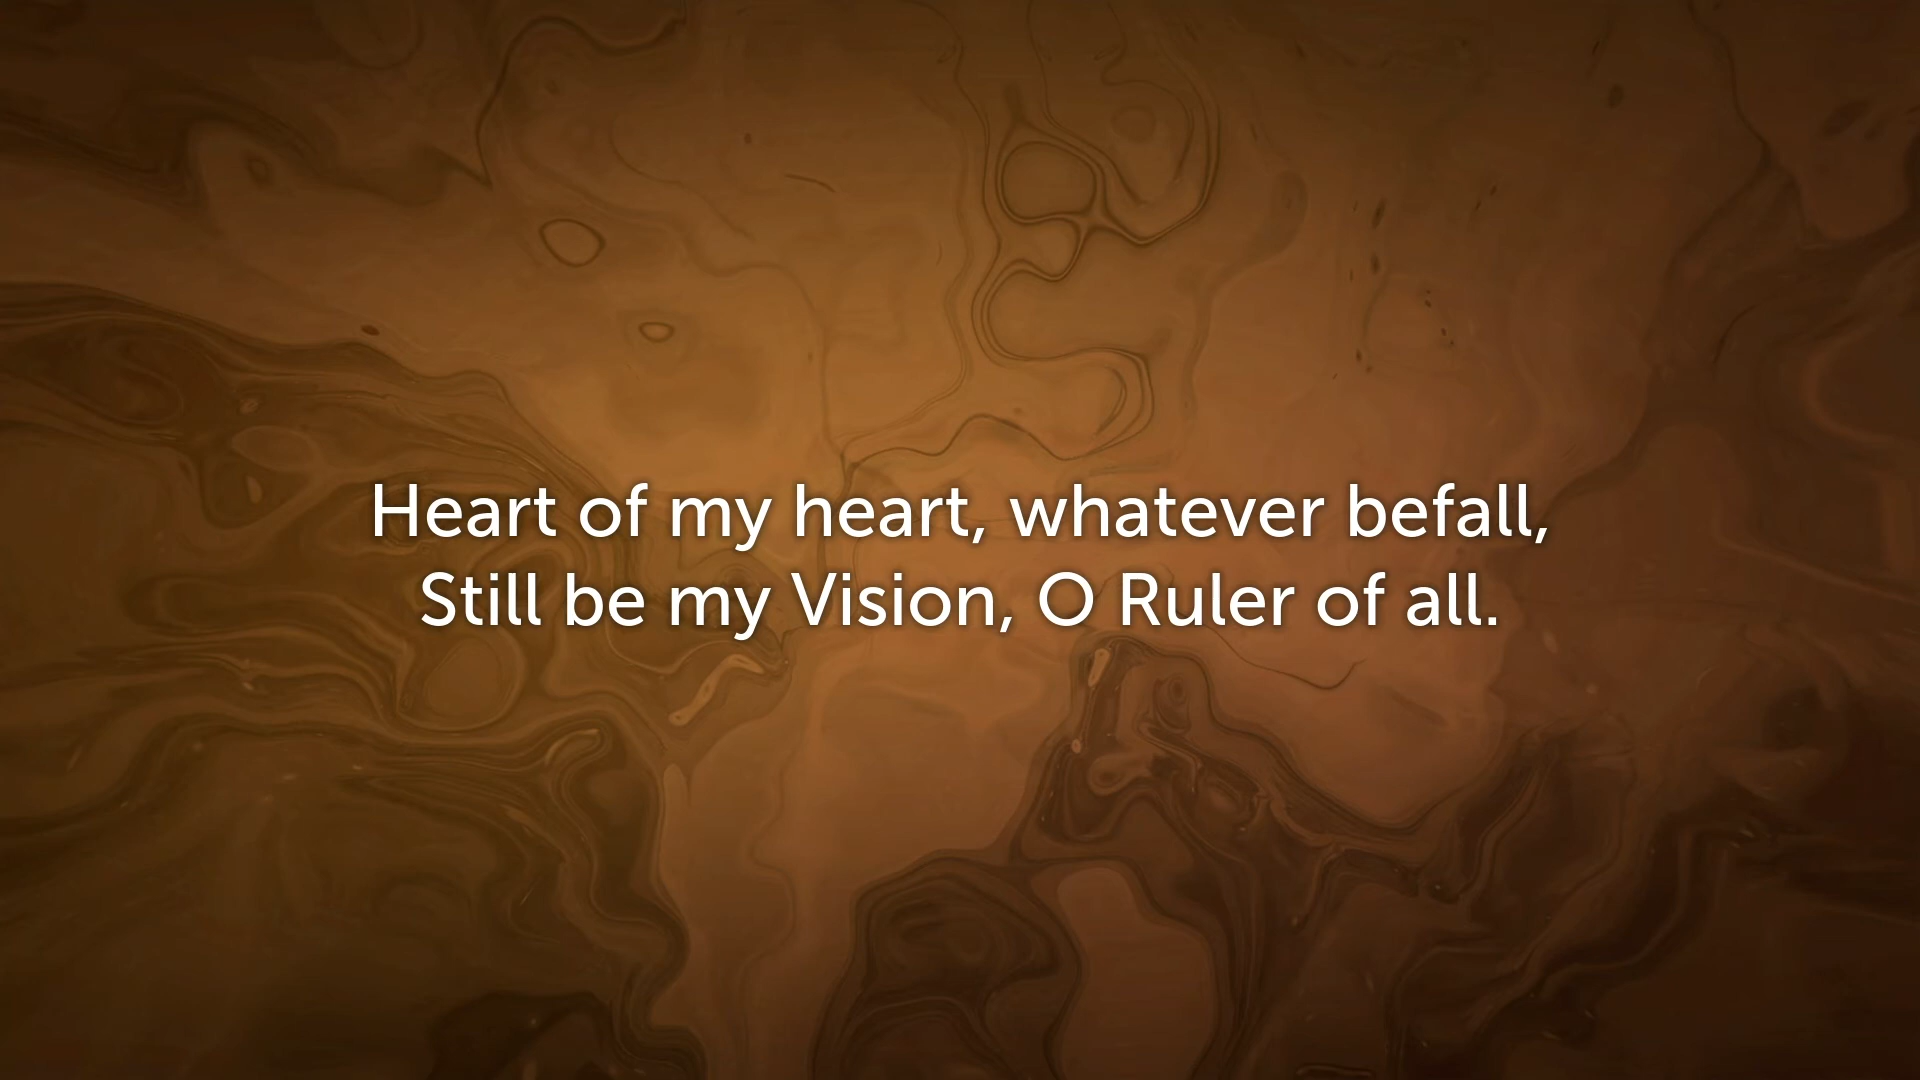 Heart of my heart, whatever befall,
Still be my Vision, O Ruler of all.